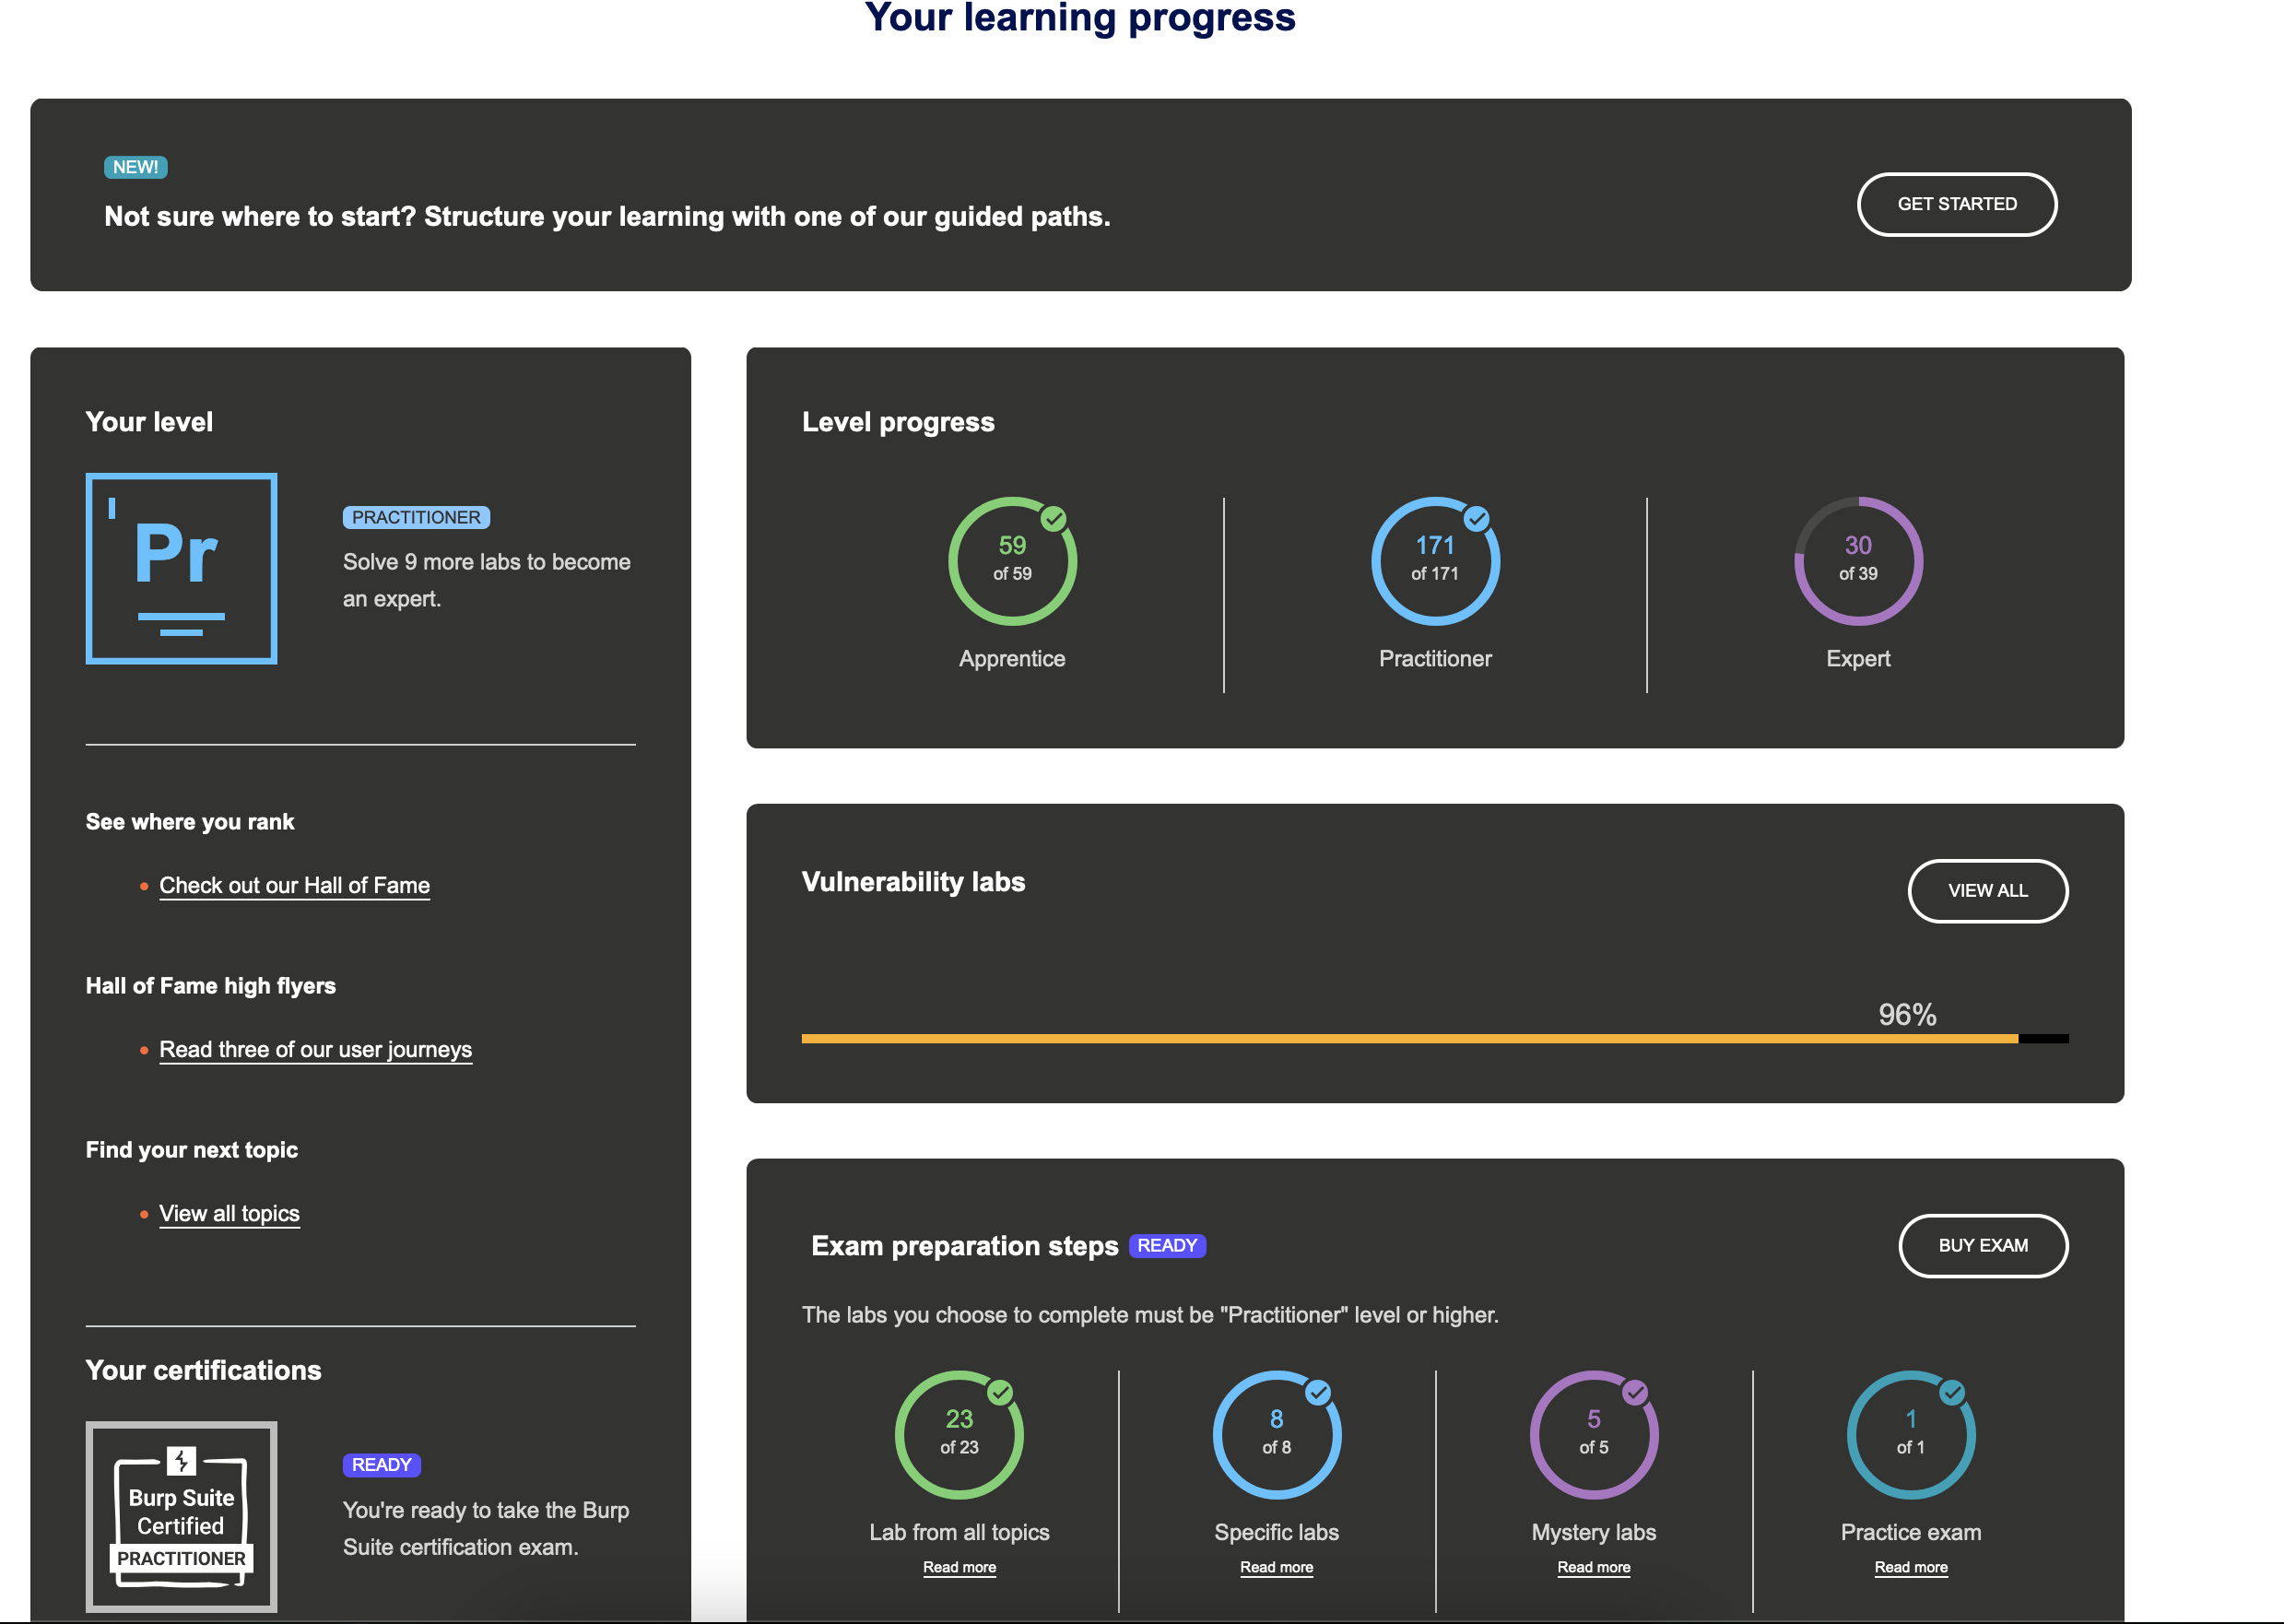 Your learning progress
NEW!
Not sure where to start? Structure your learning with one of our guided paths.
GET STARTED
Your level
Pr
PRACTITIONER
Solve 9 more labs to become
an expert.
See where you rank
Check out our Hall of Fame
Hall of Fame high flyers
Read three of our user journeys
Find your next topic
View all topics
Your certifications
Burp Suite
Certified
PRACTITIONER
READY
You're ready to take the Burp
Suite certification exam.
Level progress
59
of 59
Apprentice
171
of 171
Practitioner
30
of 39
Expert
Vulnerability labs
VIEW ALL
96%
Exam preparation steps READY
BUY EXAM
The labs you choose to complete must be "Practitioner" level or higher.
23
of 23
Lab from all topics
Read more
8
of 8
Specific labs
Read more
5
of 5
Mystery labs
Read more
1
of 1
Practice exam
Read more